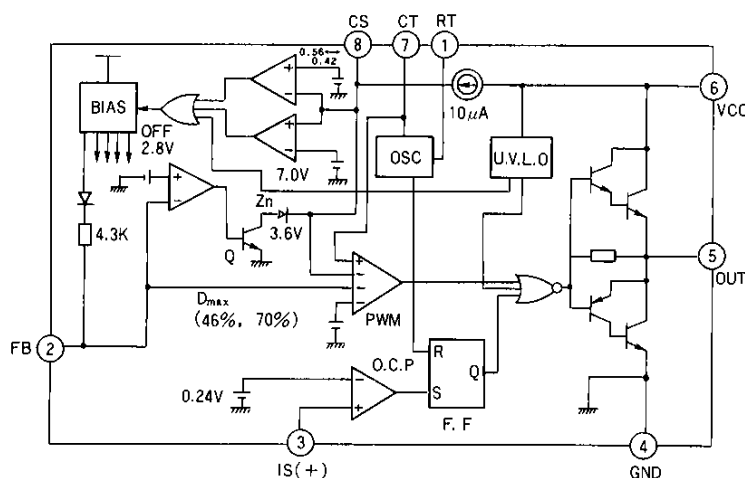 CS CT RT
8 7 1
0.56
0.42
6
VCC
BIAS
10μA
OFF
2.8V
7.0V
OSC
U.V.L.O
Zn
4.3K
3.6V
Q
5
OUT
Dmax
(46%, 70%)
PWM
FB 2
O.C.P
R
Q
S
0.24V
F.F
3
IS(+)
4
GND